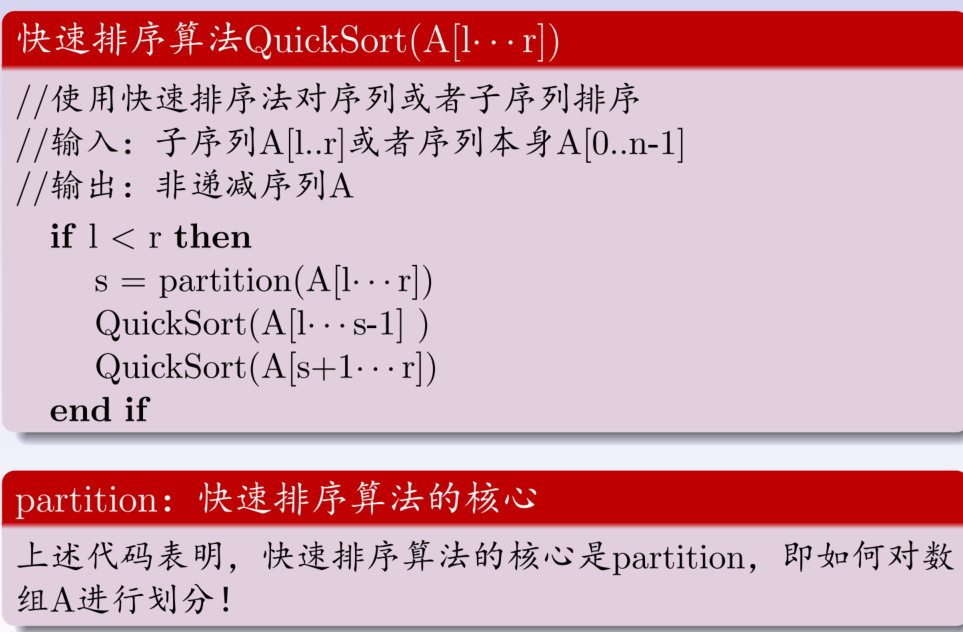 快速排序算法QuickSort(A[l···r])
//使用快速排序法对序列或者子序列排序
//输入：子序列A[l..r]或者序列本身A[0..n-1]
//输出：非递减序列A
if l < r then
s = partition(A[l···r])
QuickSort(A[l···s-1] )
QuickSort(A[s+1···r])
end if
partition：快速排序算法的核心
上述代码表明，快速排序算法的核心是partition，即如何对数
组A进行划分！